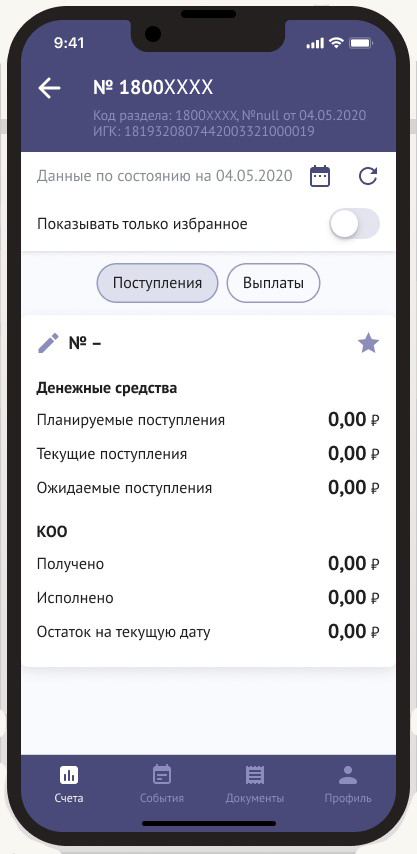 9:41
№ 1800XXXX
Код раздела: 1800XXXX, №null от 04.05.2020
ИГК: 1819320807442003321000019
Данные по состоянию на 04.05.2020
Показывать только избранное
Поступления Выплаты
№ –
Денежные средства
Планируемые поступления 0,00 ₽
Текущие поступления 0,00 ₽
Ожидаемые поступления 0,00 ₽
КОО
Получено 0,00 ₽
Исполнено 0,00 ₽
Остаток на текущую дату 0,00 ₽
Счета События Документы Профиль